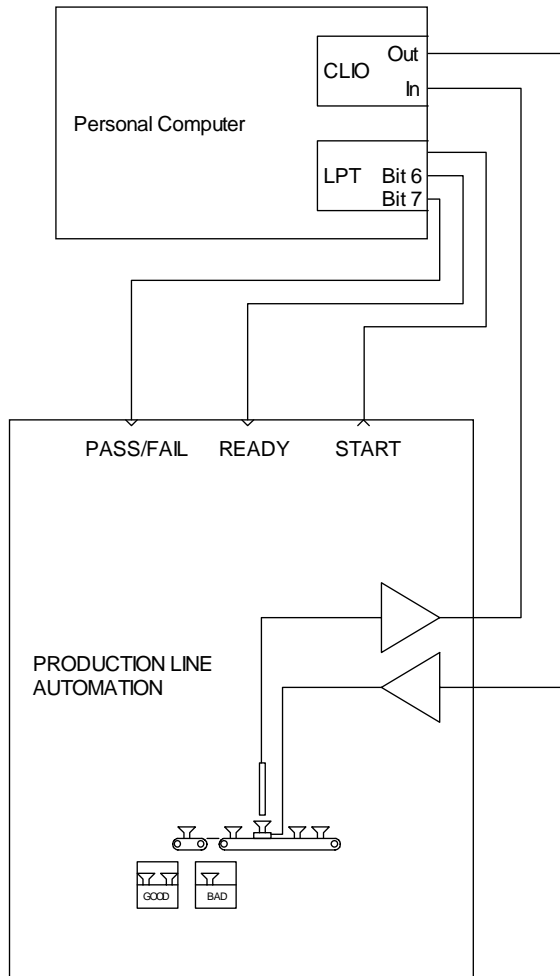 Out
CLIO
In
Personal Computer
LPT
Bit 6
Bit 7
PASS/FAIL READY START
PRODUCTION LINE
AUTOMATION
GOOD BAD